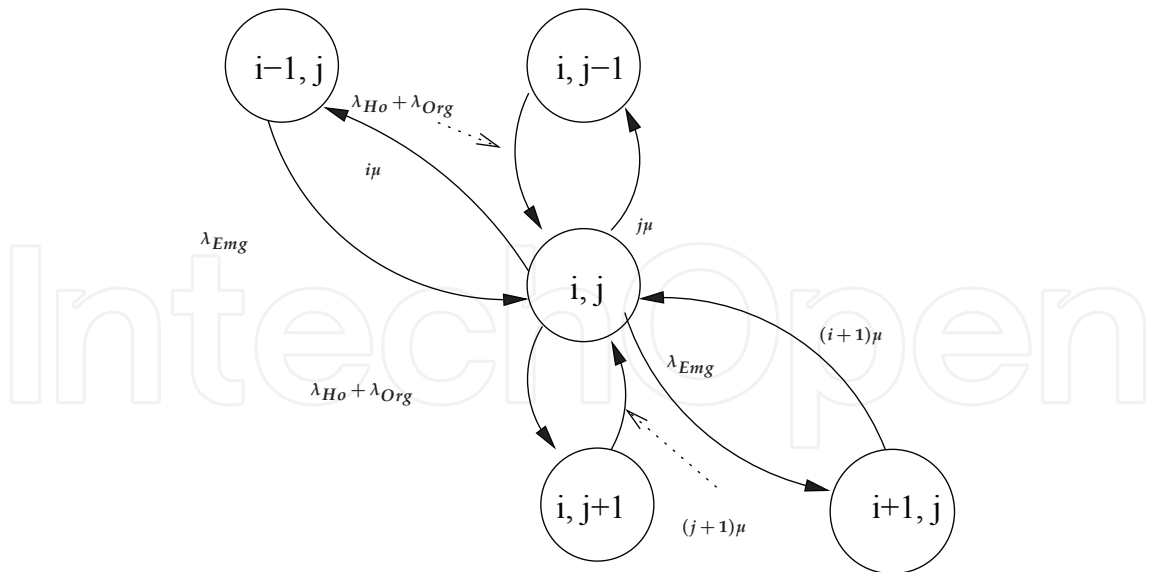 i−1, j
i, j−1
λHo + λOrg
iμ
jμ
λEmg
i, j
(i+1)μ
λEmg
λHo + λOrg
i, j+1
i+1, j
(j+1)μ
IntechOpen